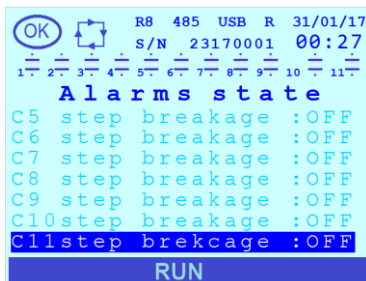 OK R8 485 USB R 31/01/17
S/N 23170001 00:27
1 2 3 4 5 6 7 8 9 10 11
Alarms state
C5 step breakage :OFF
C6 step breakage :OFF
C7 step breakage :OFF
C8 step breakage :OFF
C9 step breakage :OFF
C10step breakage :OFF
C11step brekcage :OFF
RUN